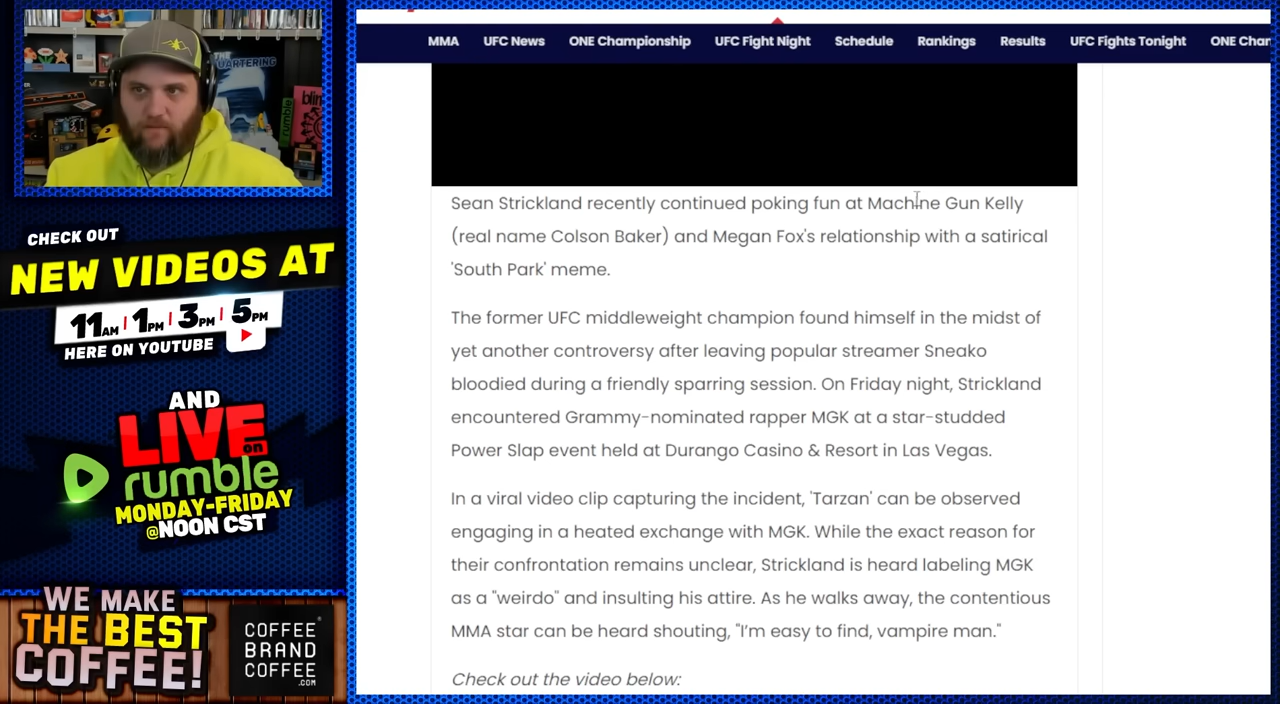 UARTERING
rumble
blin
CHECK OUT
NEW VIDEOS AT
11AM | 1PM | 3PM | 5PM
HERE ON YOUTUBE
AND
LIVE on
rumble
MONDAY-FRIDAY
@NOON CST
WE MAKE
THE BEST
COFFEE!
COFFEE
BRAND
COFFEE
.COM
MMA UFC News ONE Championship UFC Fight Night Schedule Rankings Results UFC Fights Tonight ONE Cham
Sean Strickland recently continued poking fun at Machine Gun Kelly
(real name Colson Baker) and Megan Fox's relationship with a satirical
'South Park' meme.
The former UFC middleweight champion found himself in the midst of
yet another controversy after leaving popular streamer Sneako
bloodied during a friendly sparring session. On Friday night, Strickland
encountered Grammy-nominated rapper MGK at a star-studded
Power Slap event held at Durango Casino & Resort in Las Vegas.
In a viral video clip capturing the incident, 'Tarzan' can be observed
engaging in a heated exchange with MGK. While the exact reason for
their confrontation remains unclear, Strickland is heard labeling MGK
as a "weirdo" and insulting his attire. As he walks away, the contentious
MMA star can be heard shouting, "I'm easy to find, vampire man."
Check out the video below: